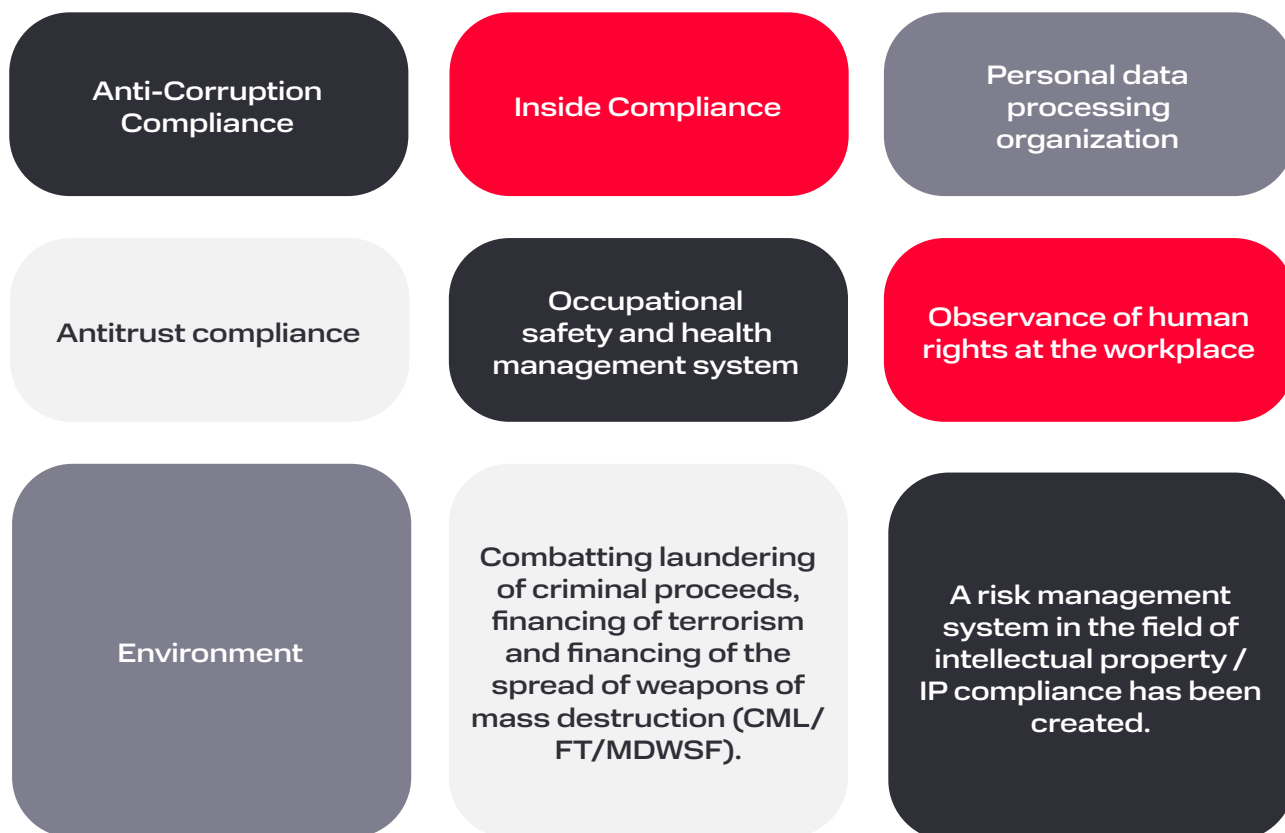 Anti-Corruption
Compliance
Inside Compliance
Personal data
processing
organization
Antitrust compliance
Occupational
safety and health
management system
Observance of human
rights at the workplace
Environment
Combatting laundering
of criminal proceeds,
financing of terrorism
and financing of the
spread of weapons of
mass destruction (CML/
FT/MDWSF).
A risk management
system in the field of
intellectual property /
IP compliance has been
created.